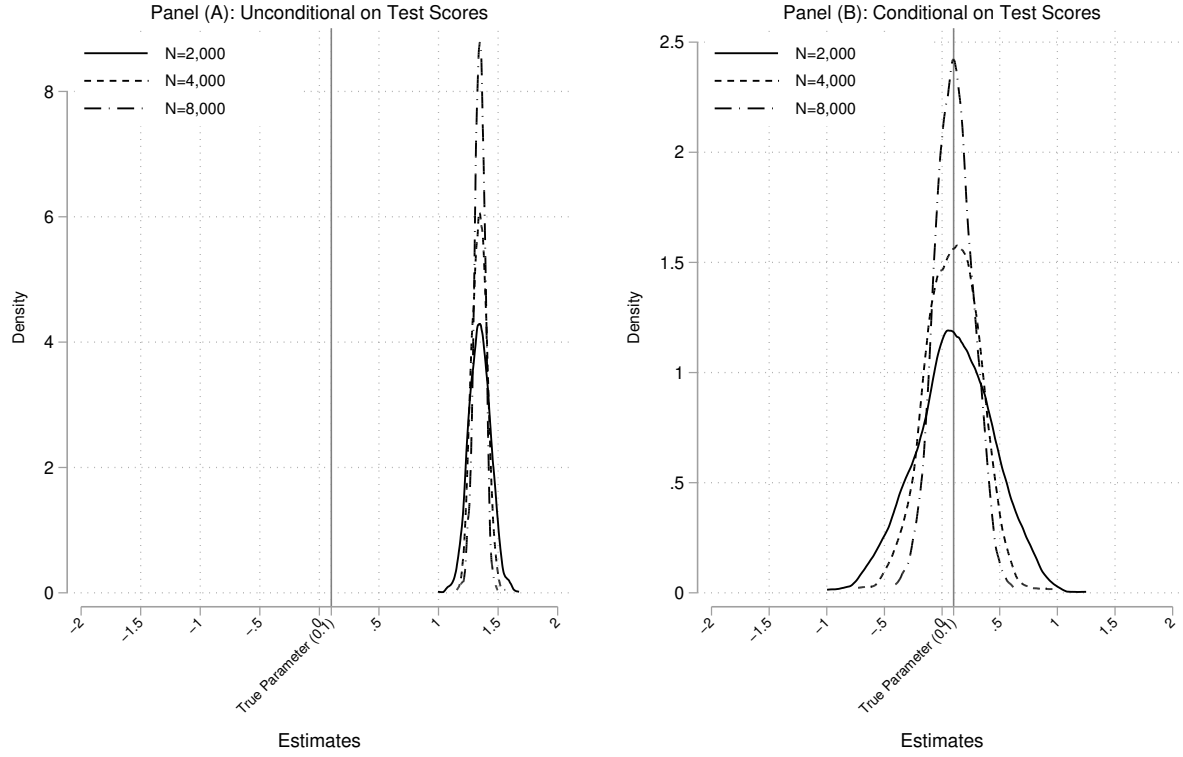 Panel (A): Unconditional on Test Scores
N=2,000
N=4,000
N=8,000
Density
8
6
4
2
0
−2
−1.5
−1
−.5
0
True Parameter (0.1)
.5
1
1.5
2
Estimates
Panel (B): Conditional on Test Scores
N=2,000
N=4,000
N=8,000
Density
2.5
2
1.5
1
.5
0
−2
−1.5
−1
−.5
0
True Parameter (0.1)
.5
1
1.5
2
Estimates